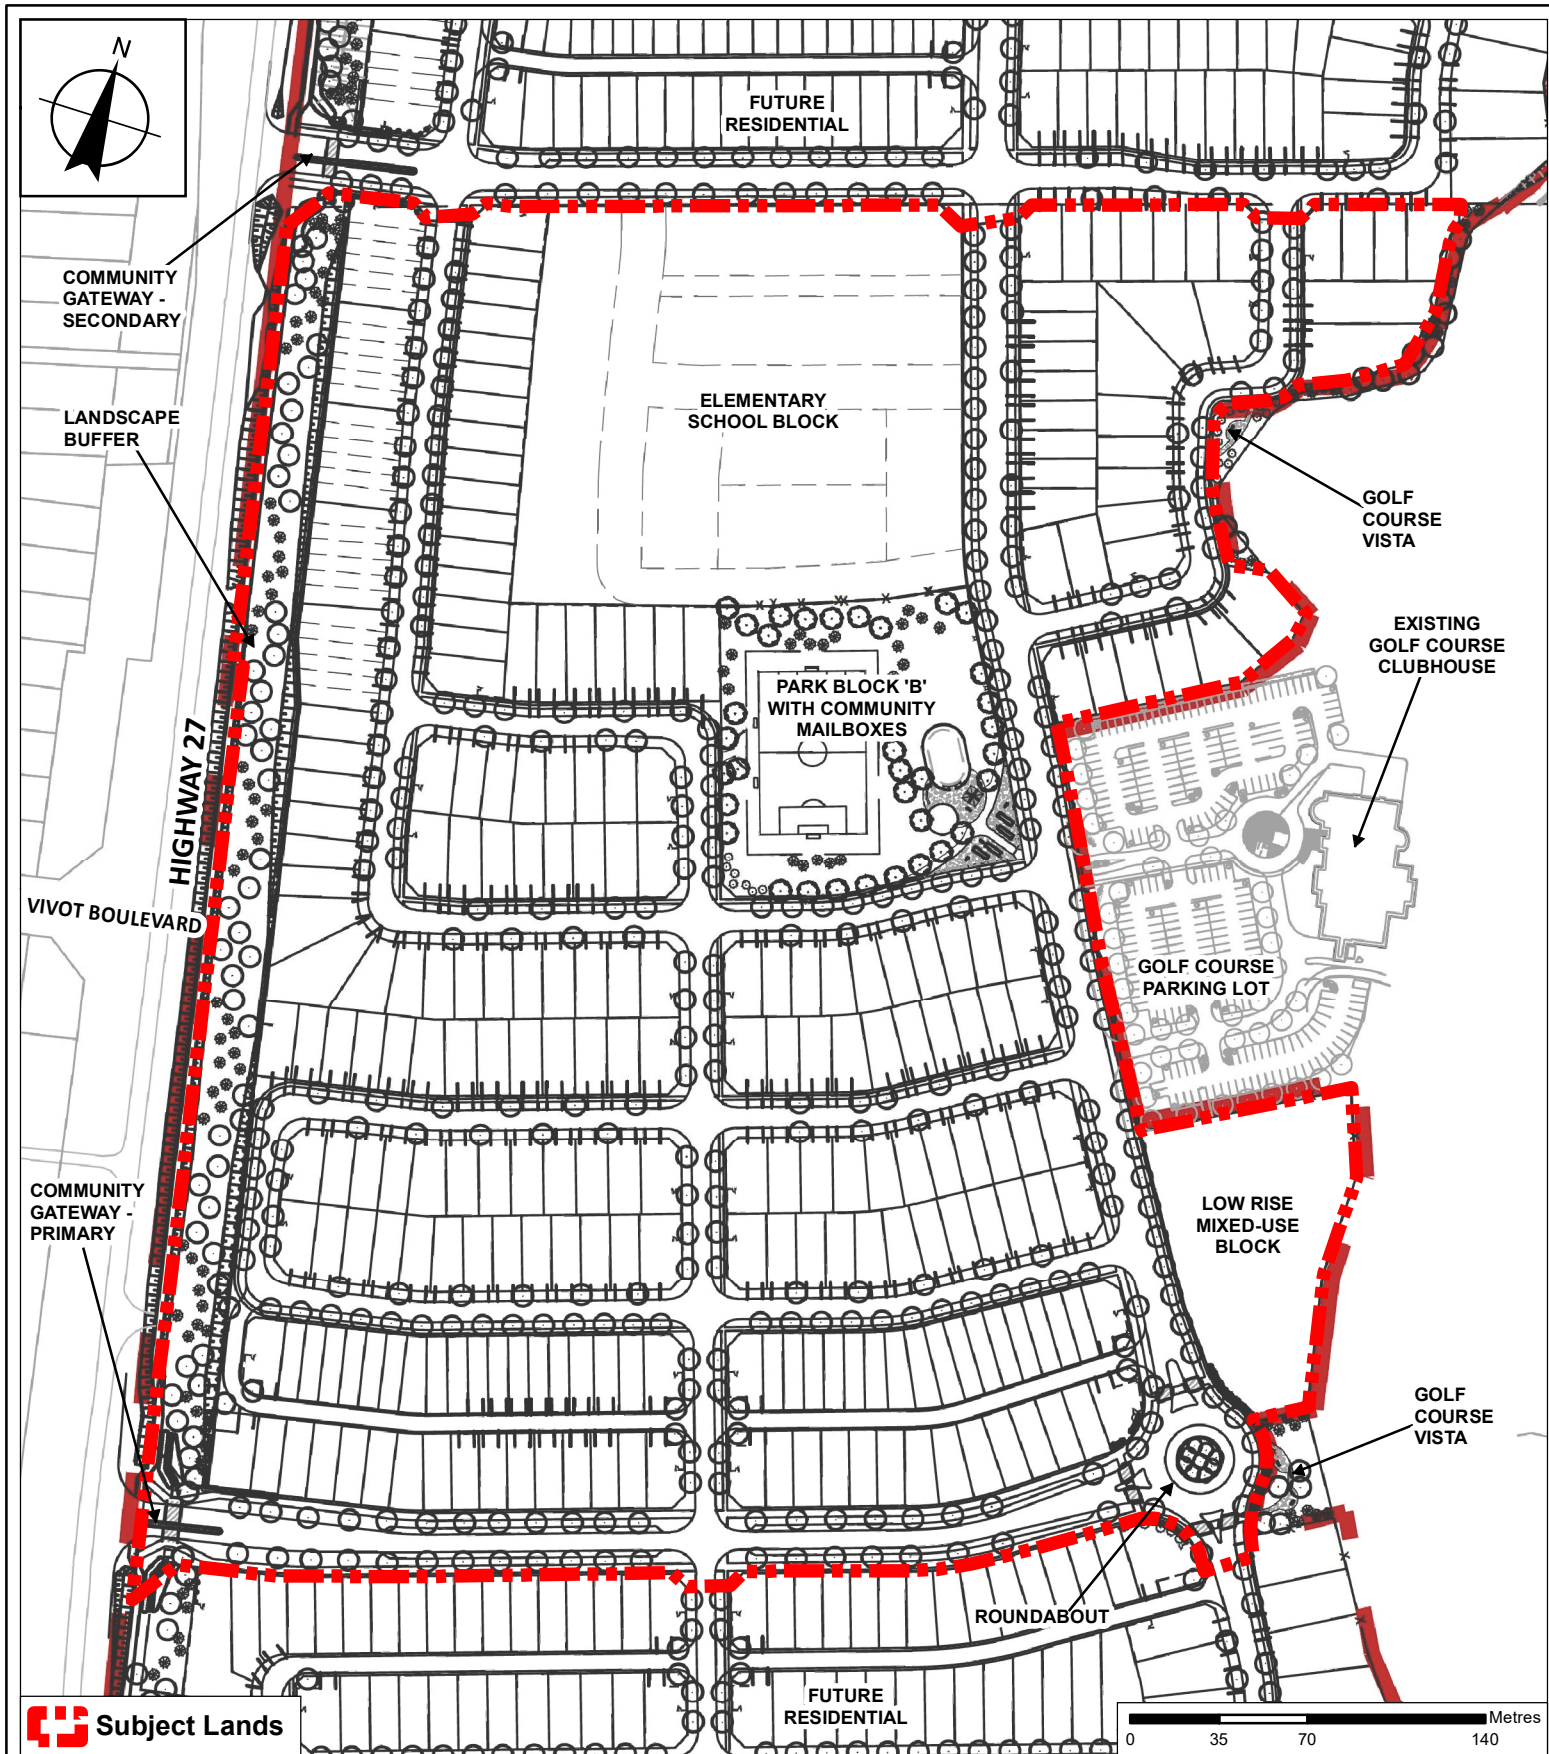 N
FUTURE
RESIDENTIAL
COMMUNITY
GATEWAY -
SECONDARY
LANDSCAPE
BUFFER
ELEMENTARY
SCHOOL BLOCK
GOLF
COURSE
VISTA
EXISTING
GOLF COURSE
CLUBHOUSE
PARK BLOCK 'B'
WITH COMMUNITY
MAILBOXES
HIGHWAY 27
VIVOT BOULEVARD
GOLF COURSE
PARKING LOT
COMMUNITY
GATEWAY -
PRIMARY
LOW RISE
MIXED-USE
BLOCK
GOLF
COURSE
VISTA
ROUNDABOUT
FUTURE
RESIDENTIAL
Subject Lands
Metres
0 35 70 140